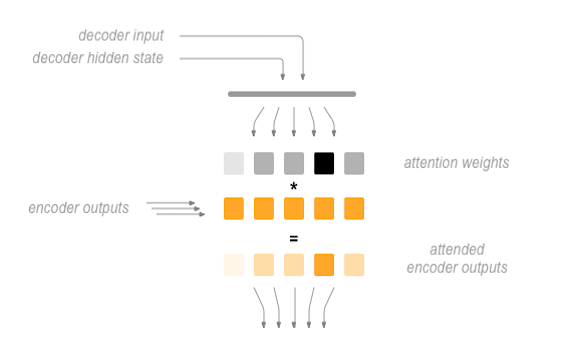 decoder input
decoder hidden state
attention weights
*
encoder outputs
=
attended
encoder outputs